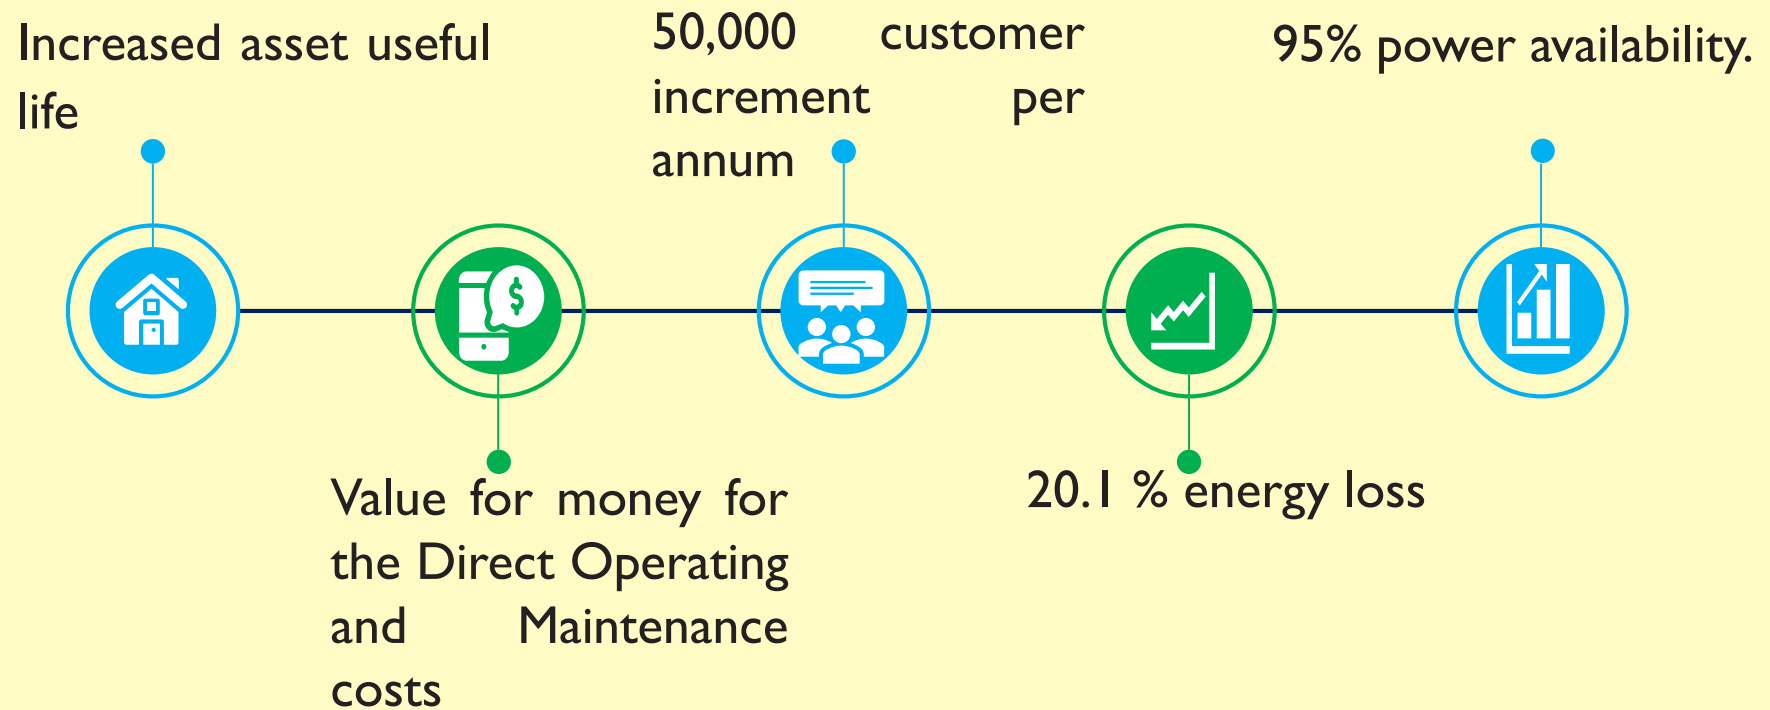 Increased asset useful
life
50,000 customer
increment per
annum
95% power availability.
Value for money for
the Direct Operating
and Maintenance
costs
20.1 % energy loss